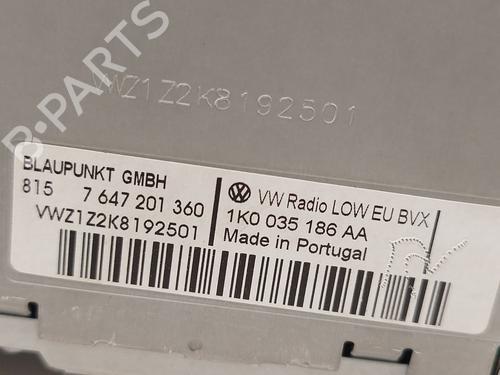 B-PARTS
VWZ1Z2K8192501
BLAUPUNKT GMBH
815 7 647 201 360
VWZ1Z2K8192501
VW Radio LOW EU BVX
1K0 035 186 AA
Made in Portugal